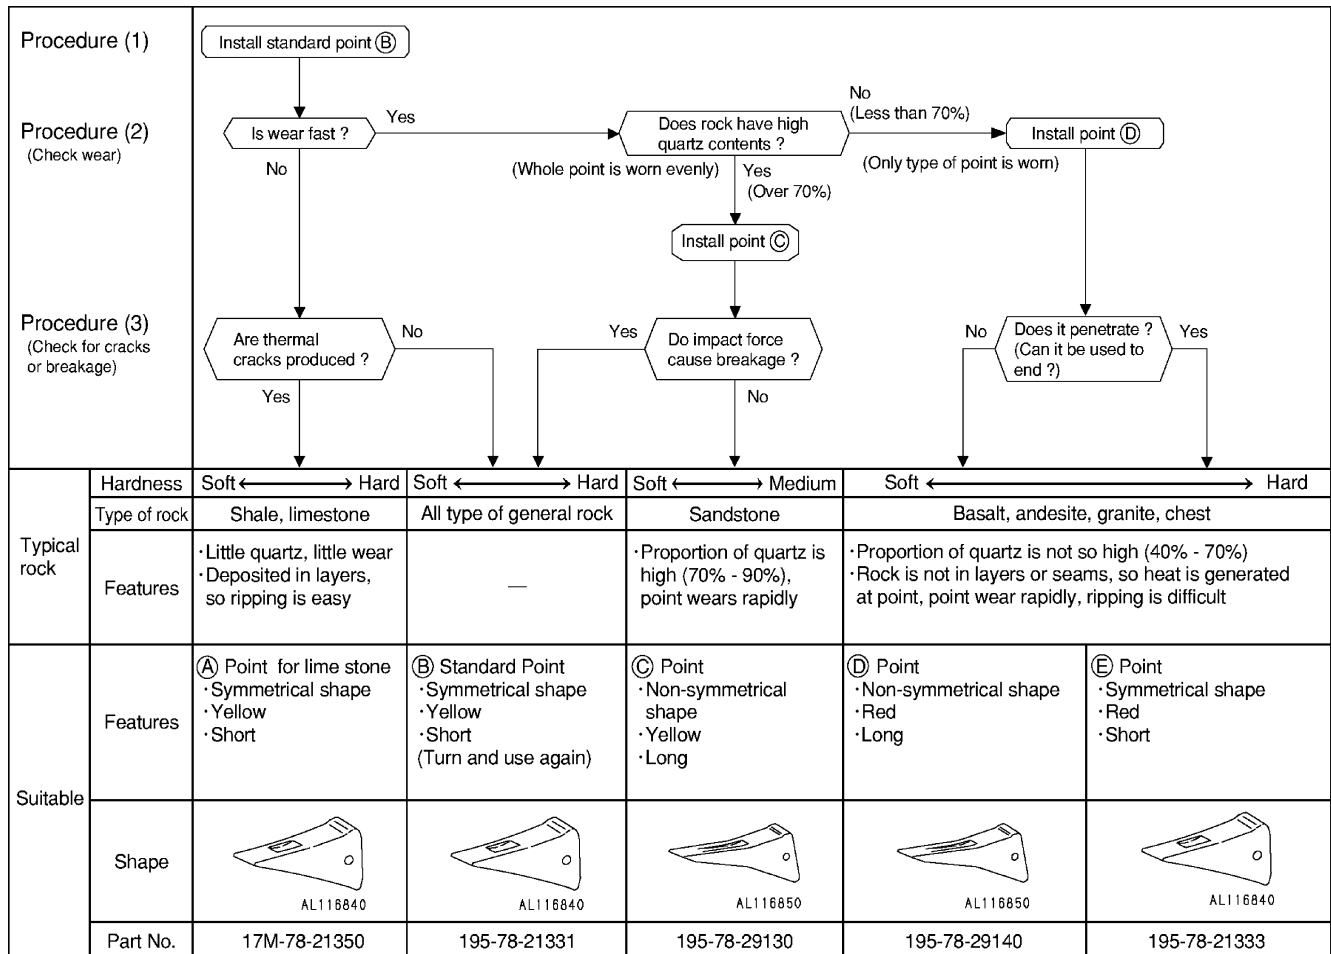 Procedure (1)
Install standard point Ⓑ
Procedure (2)
(Check wear)
Is wear fast ?
Yes
No
Does rock have high
quartz contents ?
(Whole point is worn evenly)
Yes
(Over 70%)
No
(Less than 70%)
(Only type of point is worn)
Install point Ⓓ
Install point Ⓒ
Procedure (3)
(Check for cracks
or breakage)
Are thermal
cracks produced ?
No
Yes
Yes
Do impact force
cause breakage ?
No
No
Does it penetrate ?
(Can it be used to
end ?)
Yes
Typical
rock
Hardness
Soft ⟷ Hard
Soft ⟷ Hard
Soft ⟷ Medium
Soft ⟷ Hard
Type of rock
Shale, limestone
All type of general rock
Sandstone
Basalt, andesite, granite, chest
Features
·Little quartz, little wear
·Deposited in layers,
so ripping is easy
—
·Proportion of quartz is
high (70% - 90%),
point wears rapidly
·Proportion of quartz is not so high (40% - 70%)
·Rock is not in layers or seams, so heat is generated
at point, point wear rapidly, ripping is difficult
Suitable
Features
Ⓐ Point for lime stone
·Symmetrical shape
·Yellow
·Short
Ⓑ Standard Point
·Symmetrical shape
·Yellow
·Short
(Turn and use again)
Ⓒ Point
·Non-symmetrical
shape
·Yellow
·Long
Ⓓ Point
·Non-symmetrical shape
·Red
·Long
Ⓔ Point
·Symmetrical shape
·Red
·Short
Shape
AL116840
AL116840
AL116850
AL116850
AL116840
Part No.
17M-78-21350
195-78-21331
195-78-29130
195-78-29140
195-78-21333